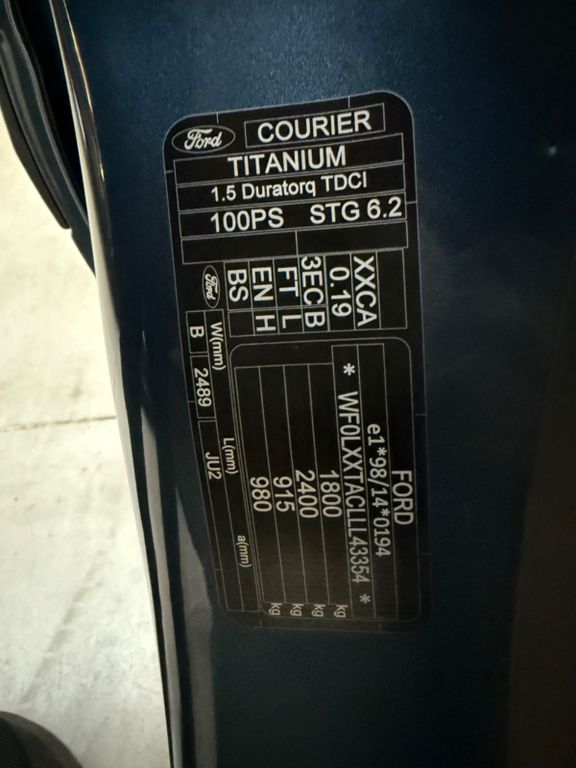 Ford
COURIER
TITANIUM
1.5 Duratorq TDCI
100PS STG 6.2
XXCA
0.19
3EC B
FT L
EN H
BS
Ford
FORD
e1*98/14*0194
* WF0LXXTACLLL43354 *
1800 kg
2400 kg
915 kg
980 kg
W(mm) L(mm) a(mm)
B 2489 JU2